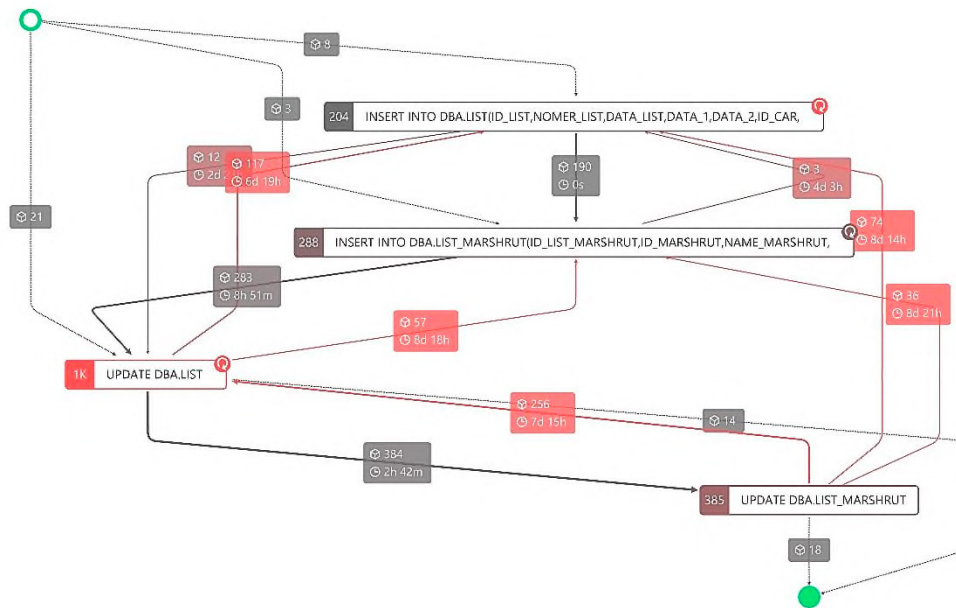 8
3
204 INSERT INTO DBA.LIST(ID_LIST,NOMER_LIST,DATA_LIST,DATA_1,DATA_2,ID_CAR,
12
2d
117
6d 19h
190
0s
3
4d 3h
21
74
8d 14h
288 INSERT INTO DBA.LIST_MARSHRUT(ID_LIST_MARSHRUT,ID_MARSHRUT,NAME_MARSHRUT,
283
8h 51m
36
8d 21h
57
8d 18h
1K UPDATE DBA.LIST
256
7d 15h
14
384
2h 42m
385 UPDATE DBA.LIST_MARSHRUT
18